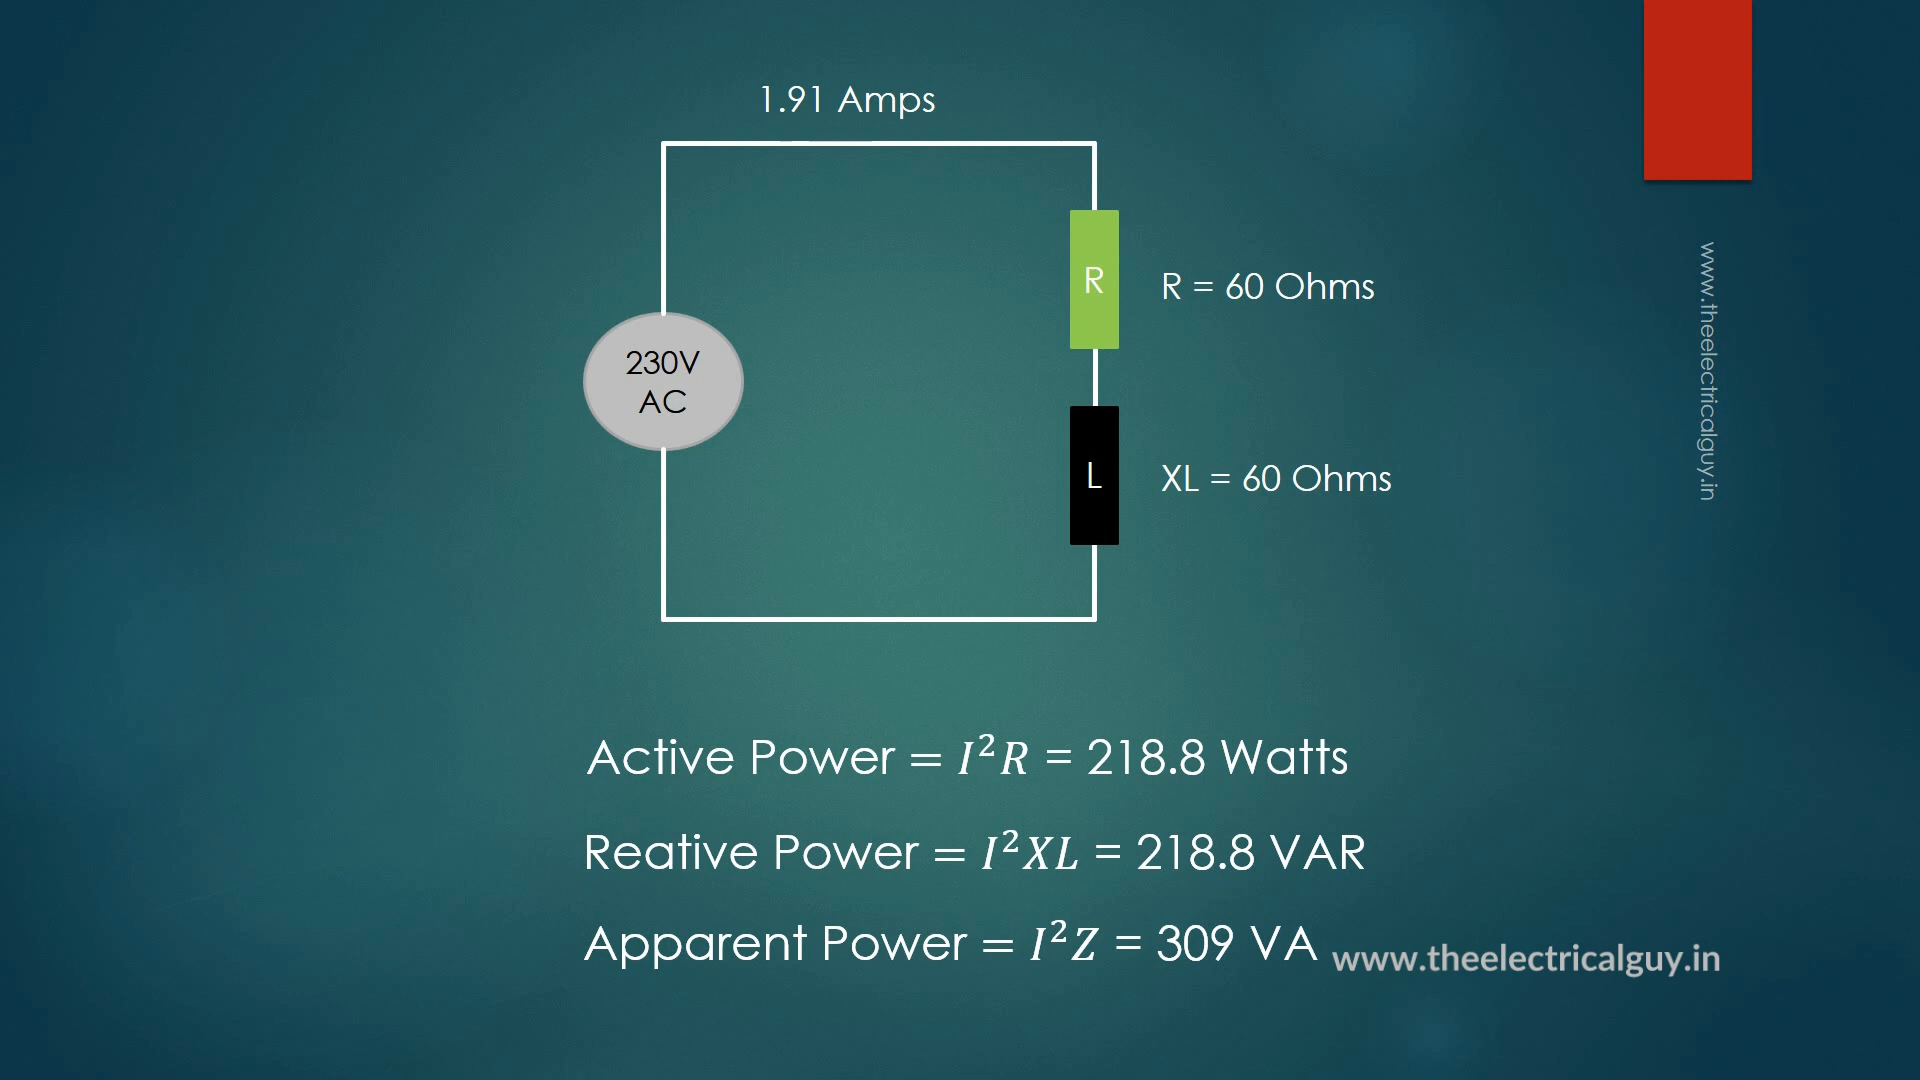 1.91 Amps
230V
AC
R
R = 60 Ohms
L
XL = 60 Ohms
www.theelectricalguy.in
Active Power = I²R = 218.8 Watts
Reative Power = I²XL = 218.8 VAR
Apparent Power = I²Z = 309 VA
www.theelectricalguy.in